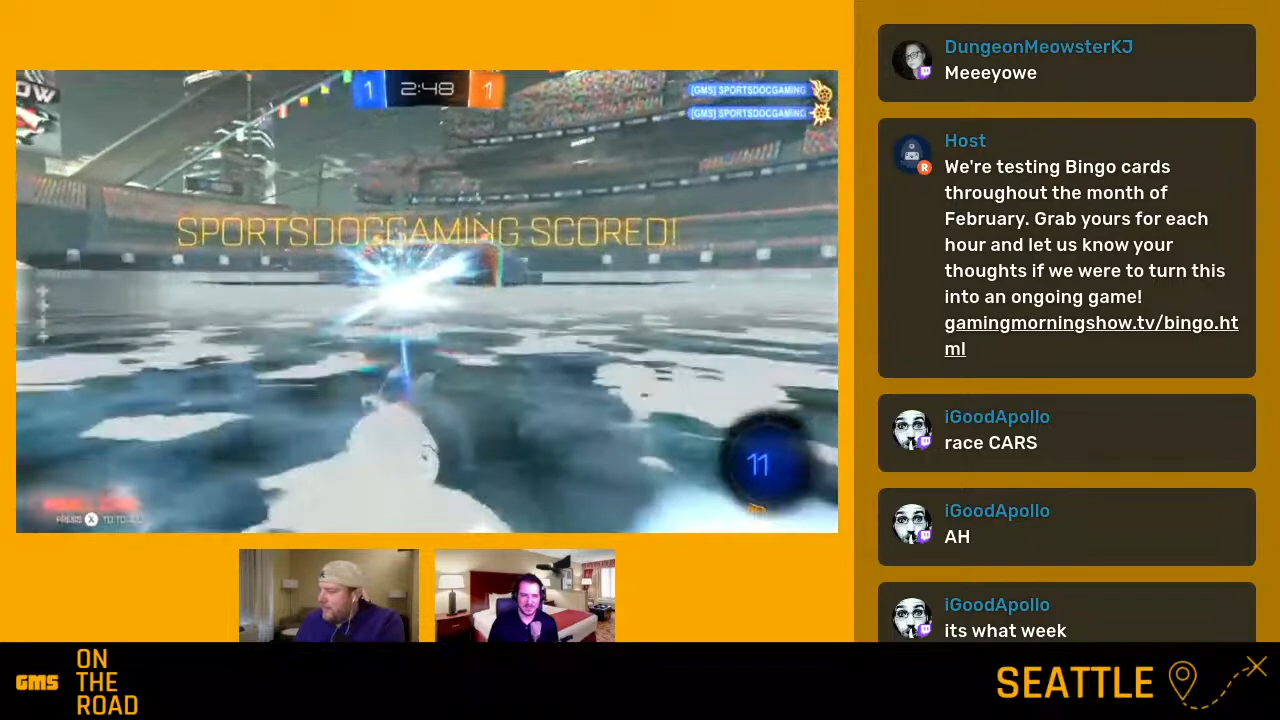 OW
1 2:48 1
[GMS] SPORTSDOCGAMING
[GMS] SPORTSDOCGAMING
SPORTSDOCGAMING SCORED!
11
PRESS X TO
DungeonMeowsterKJ
Meeeyowe
Host
We're testing Bingo cards
throughout the month of
February. Grab yours for each
hour and let us know your
thoughts if we were to turn this
into an ongoing game!
gamingmorningshow.tv/bingo.ht
ml
iGoodApollo
race CARS
iGoodApollo
AH
iGoodApollo
its what week
GMS
ON
THE
ROAD
SEATTLE